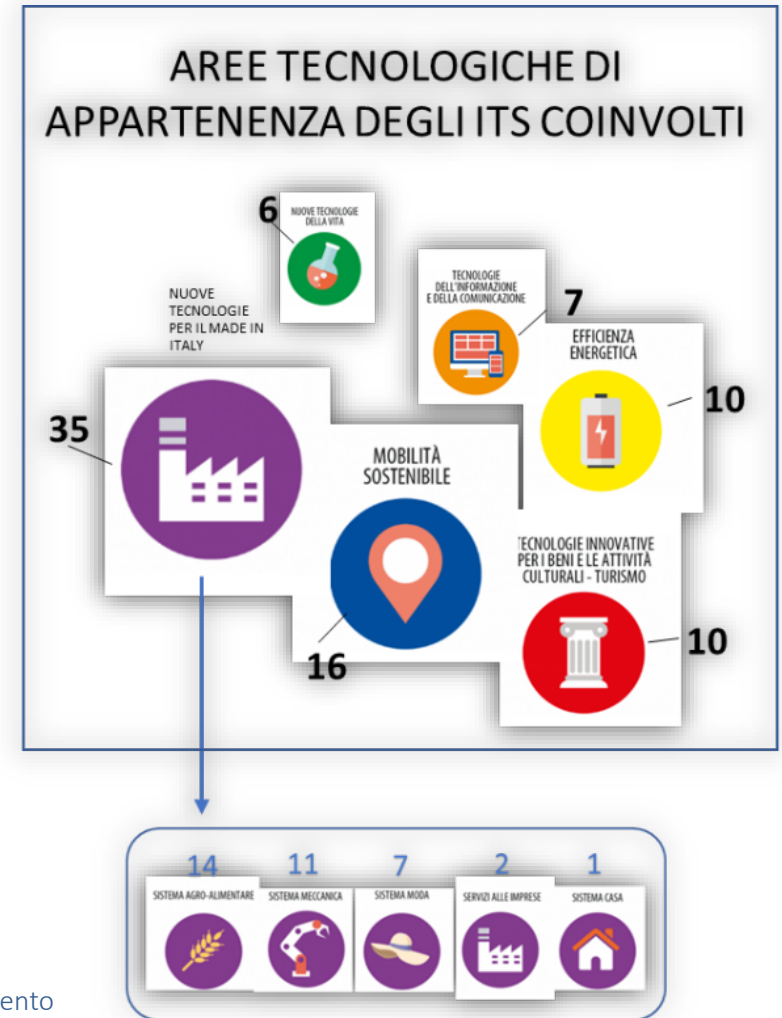 AREE TECNOLOGICHE DI
APPARTENENZA DEGLI ITS COINVOLTI
6
NUOVE TECNOLOGIE
DELLA VITA
TECNOLOGIE
DELL'INFORMAZIONE
E DELLA COMUNICAZIONE
7
NUOVE
TECNOLOGIE
PER IL MADE IN
ITALY
EFFICIENZA
ENERGETICA
10
35
MOBILITÀ
SOSTENIBILE
16
TECNOLOGIE INNOVATIVE
PER I BENI E LE ATTIVITÀ
CULTURALI - TURISMO
10
14
11
7
2
1
SISTEMA AGRO-ALIMENTARE
SISTEMA MECCANICA
SISTEMA MODA
SERVIZI ALLE IMPRESE
SISTEMA CASA
ento